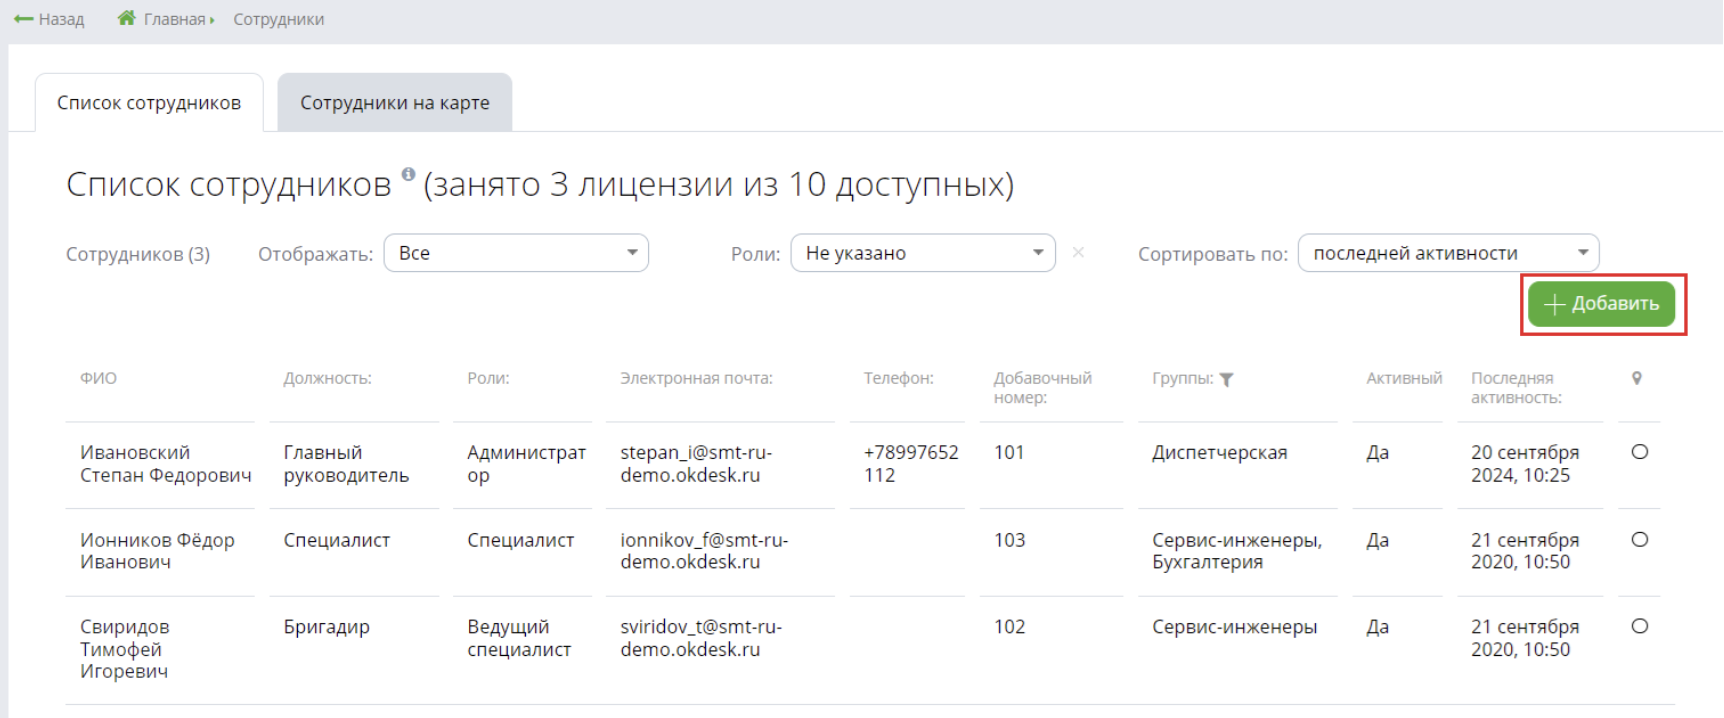 Назад Главная Сотрудники
Список сотрудников Сотрудники на карте
Список сотрудников (занято 3 лицензии из 10 доступных)
Сотрудников (3) Отображать: Все Роли: Не указано Сортировать по: последней активности
Добавить
ФИО Должность: Роли: Электронная почта: Телефон: Добавочный Группы: Активный Последняя
номер: активность:
Ивановский Главный Администрат stepan_i@smt-ru- +78997652 101 Диспетчерская Да 20 сентября
Степан Федорович руководитель ор demo.okdesk.ru 112 2024, 10:25
Ионников Фёдор Специалист Специалист ionnikov_f@smt-ru- 103 Сервис-инженеры, Да 21 сентября
Иванович demo.okdesk.ru Бухгалтерия 2020, 10:50
Свиридов Бригадир Ведущий sviridov_t@smt-ru- 102 Сервис-инженеры Да 21 сентября
Тимофей специалист demo.okdesk.ru 2020, 10:50
Игоревич